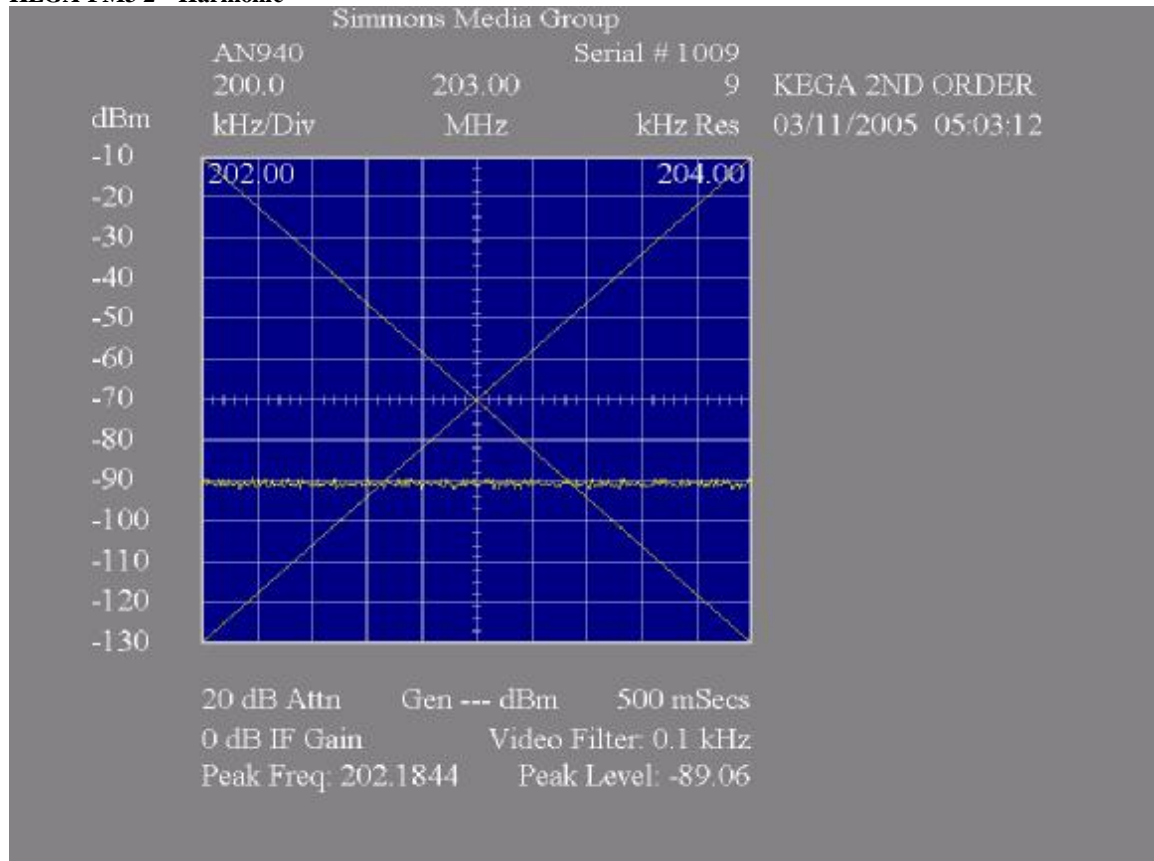 Simmons Media Group
AN940 Serial # 1009
200.0 203.00 9 KEGA 2ND ORDER
dBm kHz/Div MHz kHz Res 03/11/2005 05:03:12
-10
202.00 204.00
-20
-30
-40
-50
-60
-70
-80
-90
-100
-110
-120
-130
20 dB Attn Gen --- dBm 500 mSecs
0 dB IF Gain Video Filter: 0.1 kHz
Peak Freq: 202.1844 Peak Level: -89.06